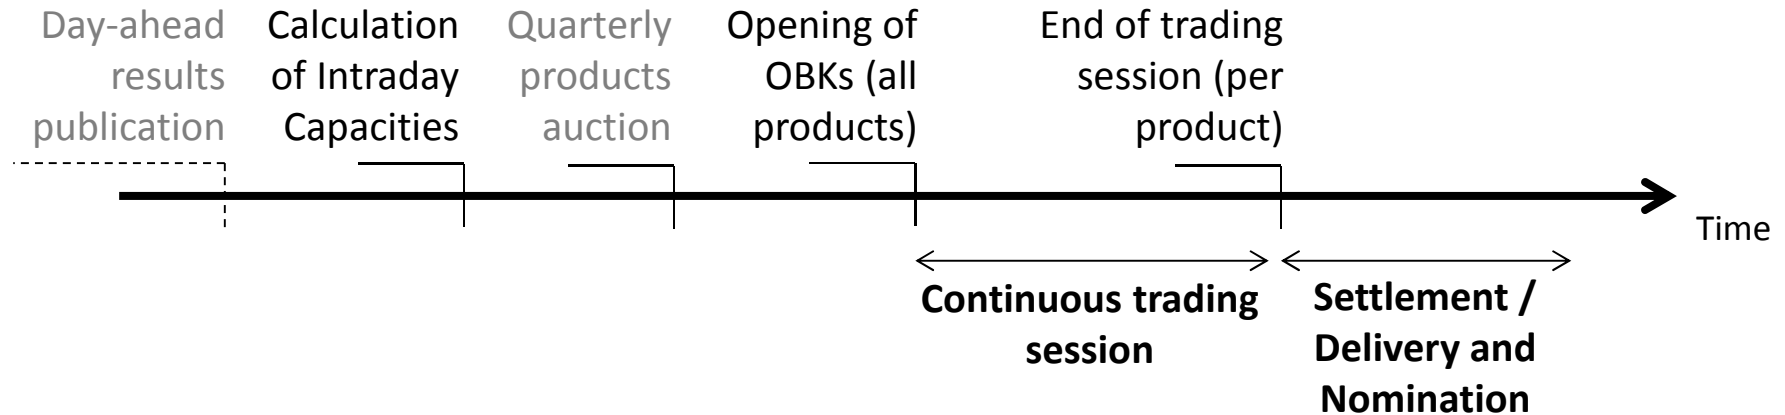 Day-ahead
results
publication
Calculation
of Intraday
Capacities
Quarterly
products
auction
Opening of
OBKs (all
products)
End of trading
session (per
product)
Time
Continuous trading
session
Settlement /
Delivery and
Nomination